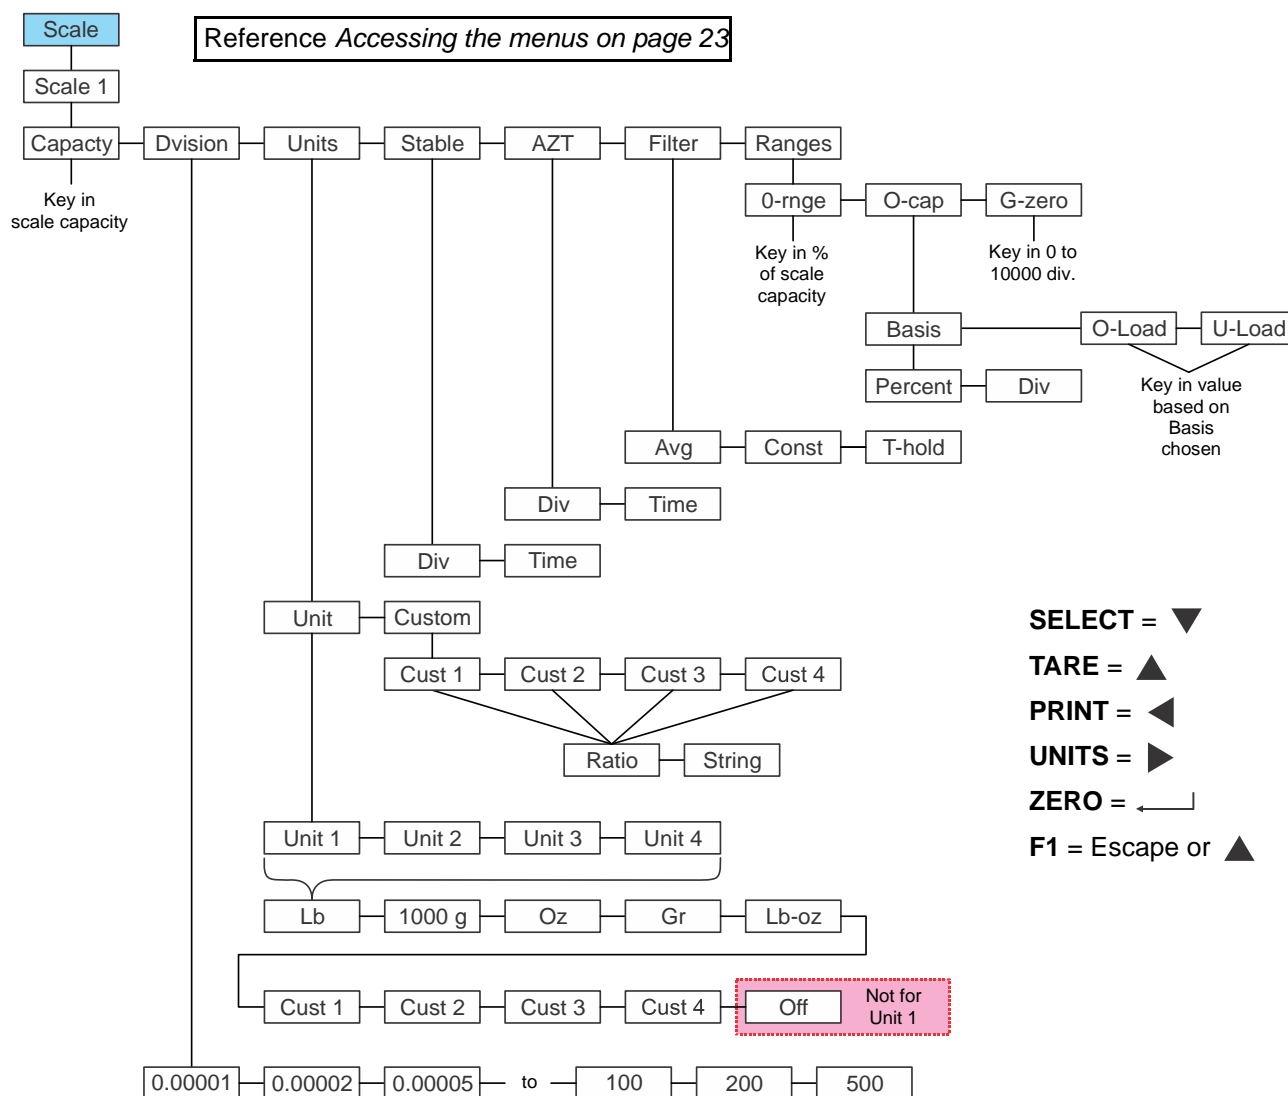 Scale
Reference Accessing the menus on page 23
Scale 1
Capacty
Dvision
Units
Stable
AZT
Filter
Ranges
Key in
scale capacity
0-rnge
O-cap
G-zero
Key in %
of scale
capacity
Key in 0 to
10000 div.
Basis
O-Load
U-Load
Percent
Div
Key in value
based on
Basis
chosen
Avg
Const
T-hold
Div
Time
Div
Time
Unit
Custom
Cust 1
Cust 2
Cust 3
Cust 4
Ratio
String
SELECT =
TARE =
PRINT =
UNITS =
ZERO =
F1 = Escape or
Unit 1
Unit 2
Unit 3
Unit 4
Lb
1000 g
Oz
Gr
Lb-oz
Cust 1
Cust 2
Cust 3
Cust 4
Off
Not for
Unit 1
0.00001
0.00002
0.00005
to
100
200
500